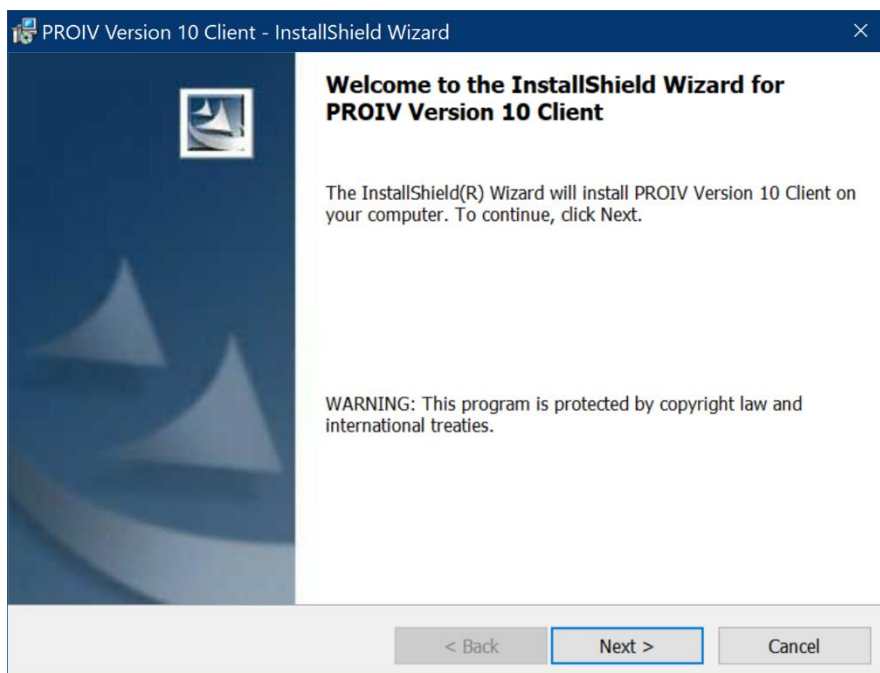 PROIV Version 10 Client - InstallShield Wizard
Welcome to the InstallShield Wizard for
PROIV Version 10 Client
The InstallShield(R) Wizard will install PROIV Version 10 Client on
your computer. To continue, click Next.
WARNING: This program is protected by copyright law and
international treaties.
< Back
Next >
Cancel